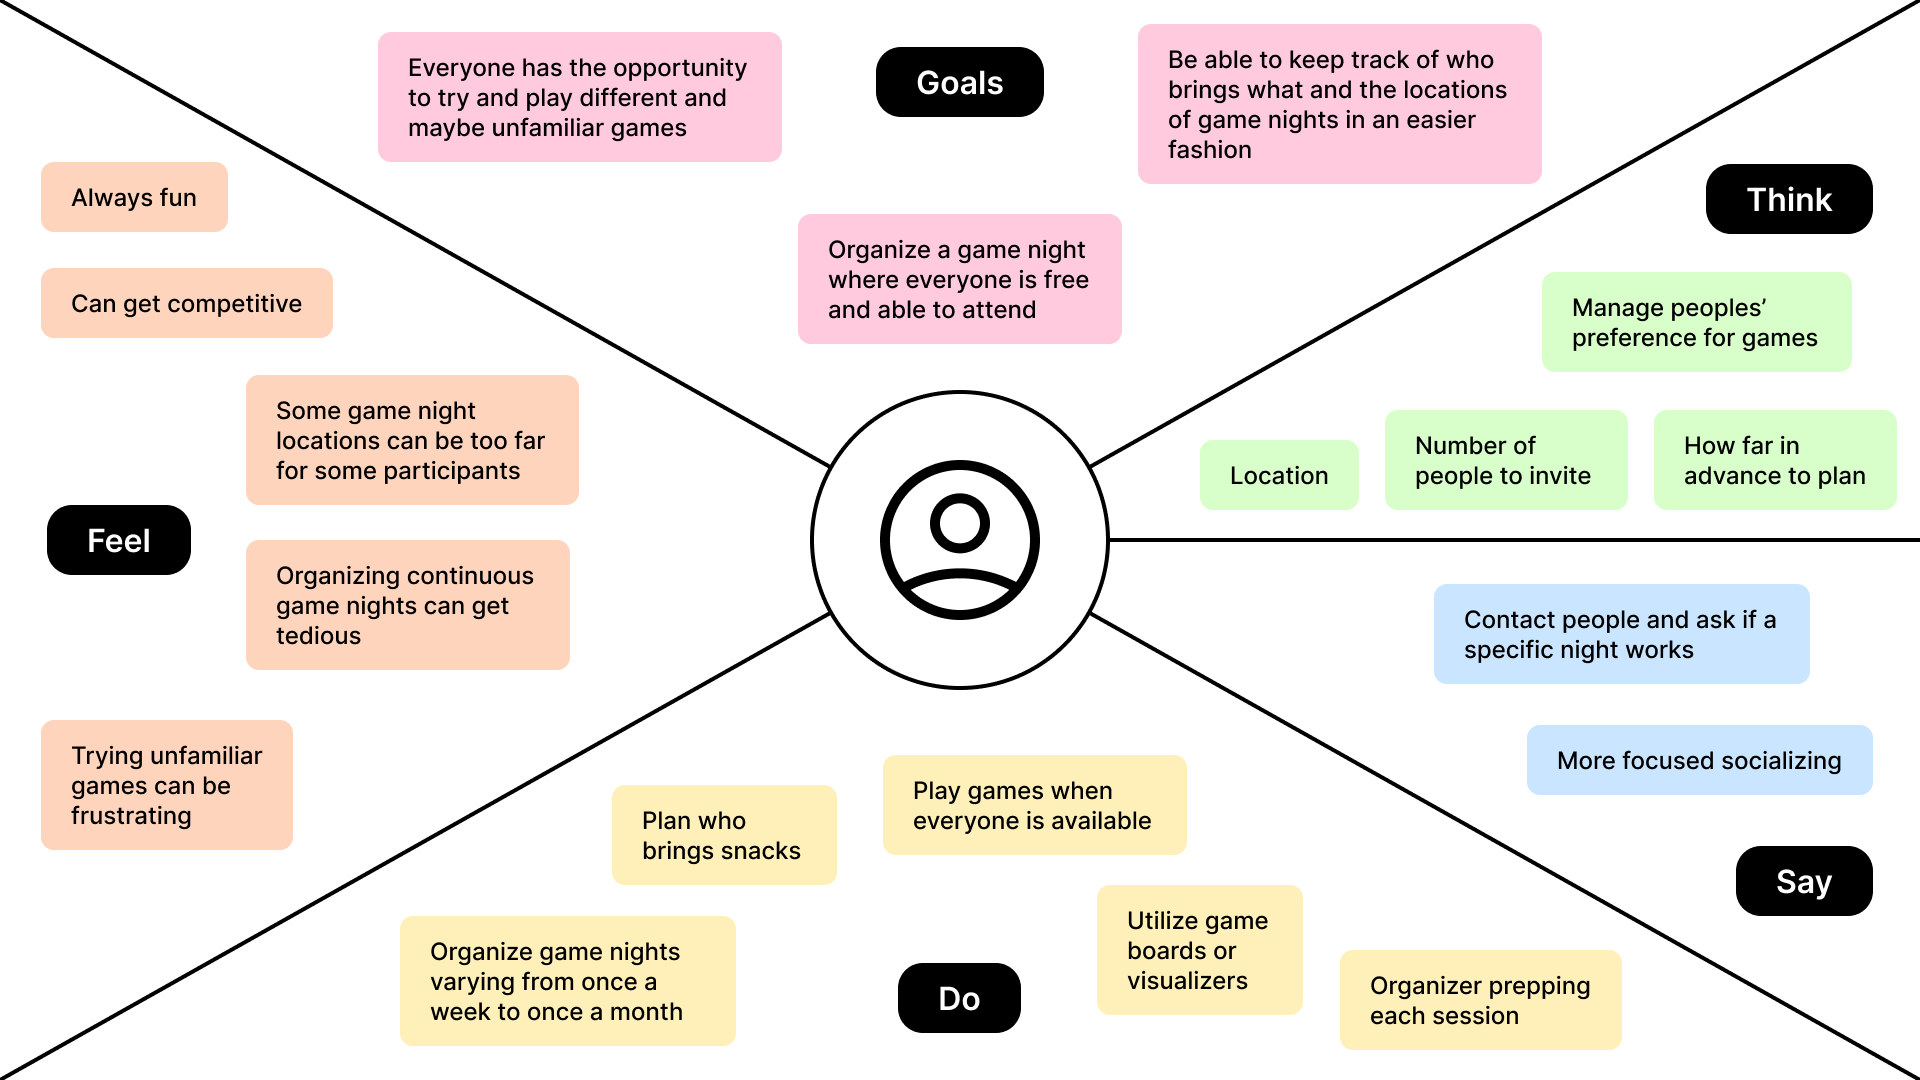 Goals
Everyone has the opportunity
to try and play different and
maybe unfamiliar games
Be able to keep track of who
brings what and the locations
of game nights in an easier
fashion
Organize a game night
where everyone is free
and able to attend
Think
Manage peoples’
preference for games
Location
Number of
people to invite
How far in
advance to plan
Contact people and ask if a
specific night works
More focused socializing
Say
Play games when
everyone is available
Plan who
brings snacks
Utilize game
boards or
visualizers
Organize game nights
varying from once a
week to once a month
Do
Organizer prepping
each session
Always fun
Can get competitive
Some game night
locations can be too far
for some participants
Feel
Organizing continuous
game nights can get
tedious
Trying unfamiliar
games can be
frustrating